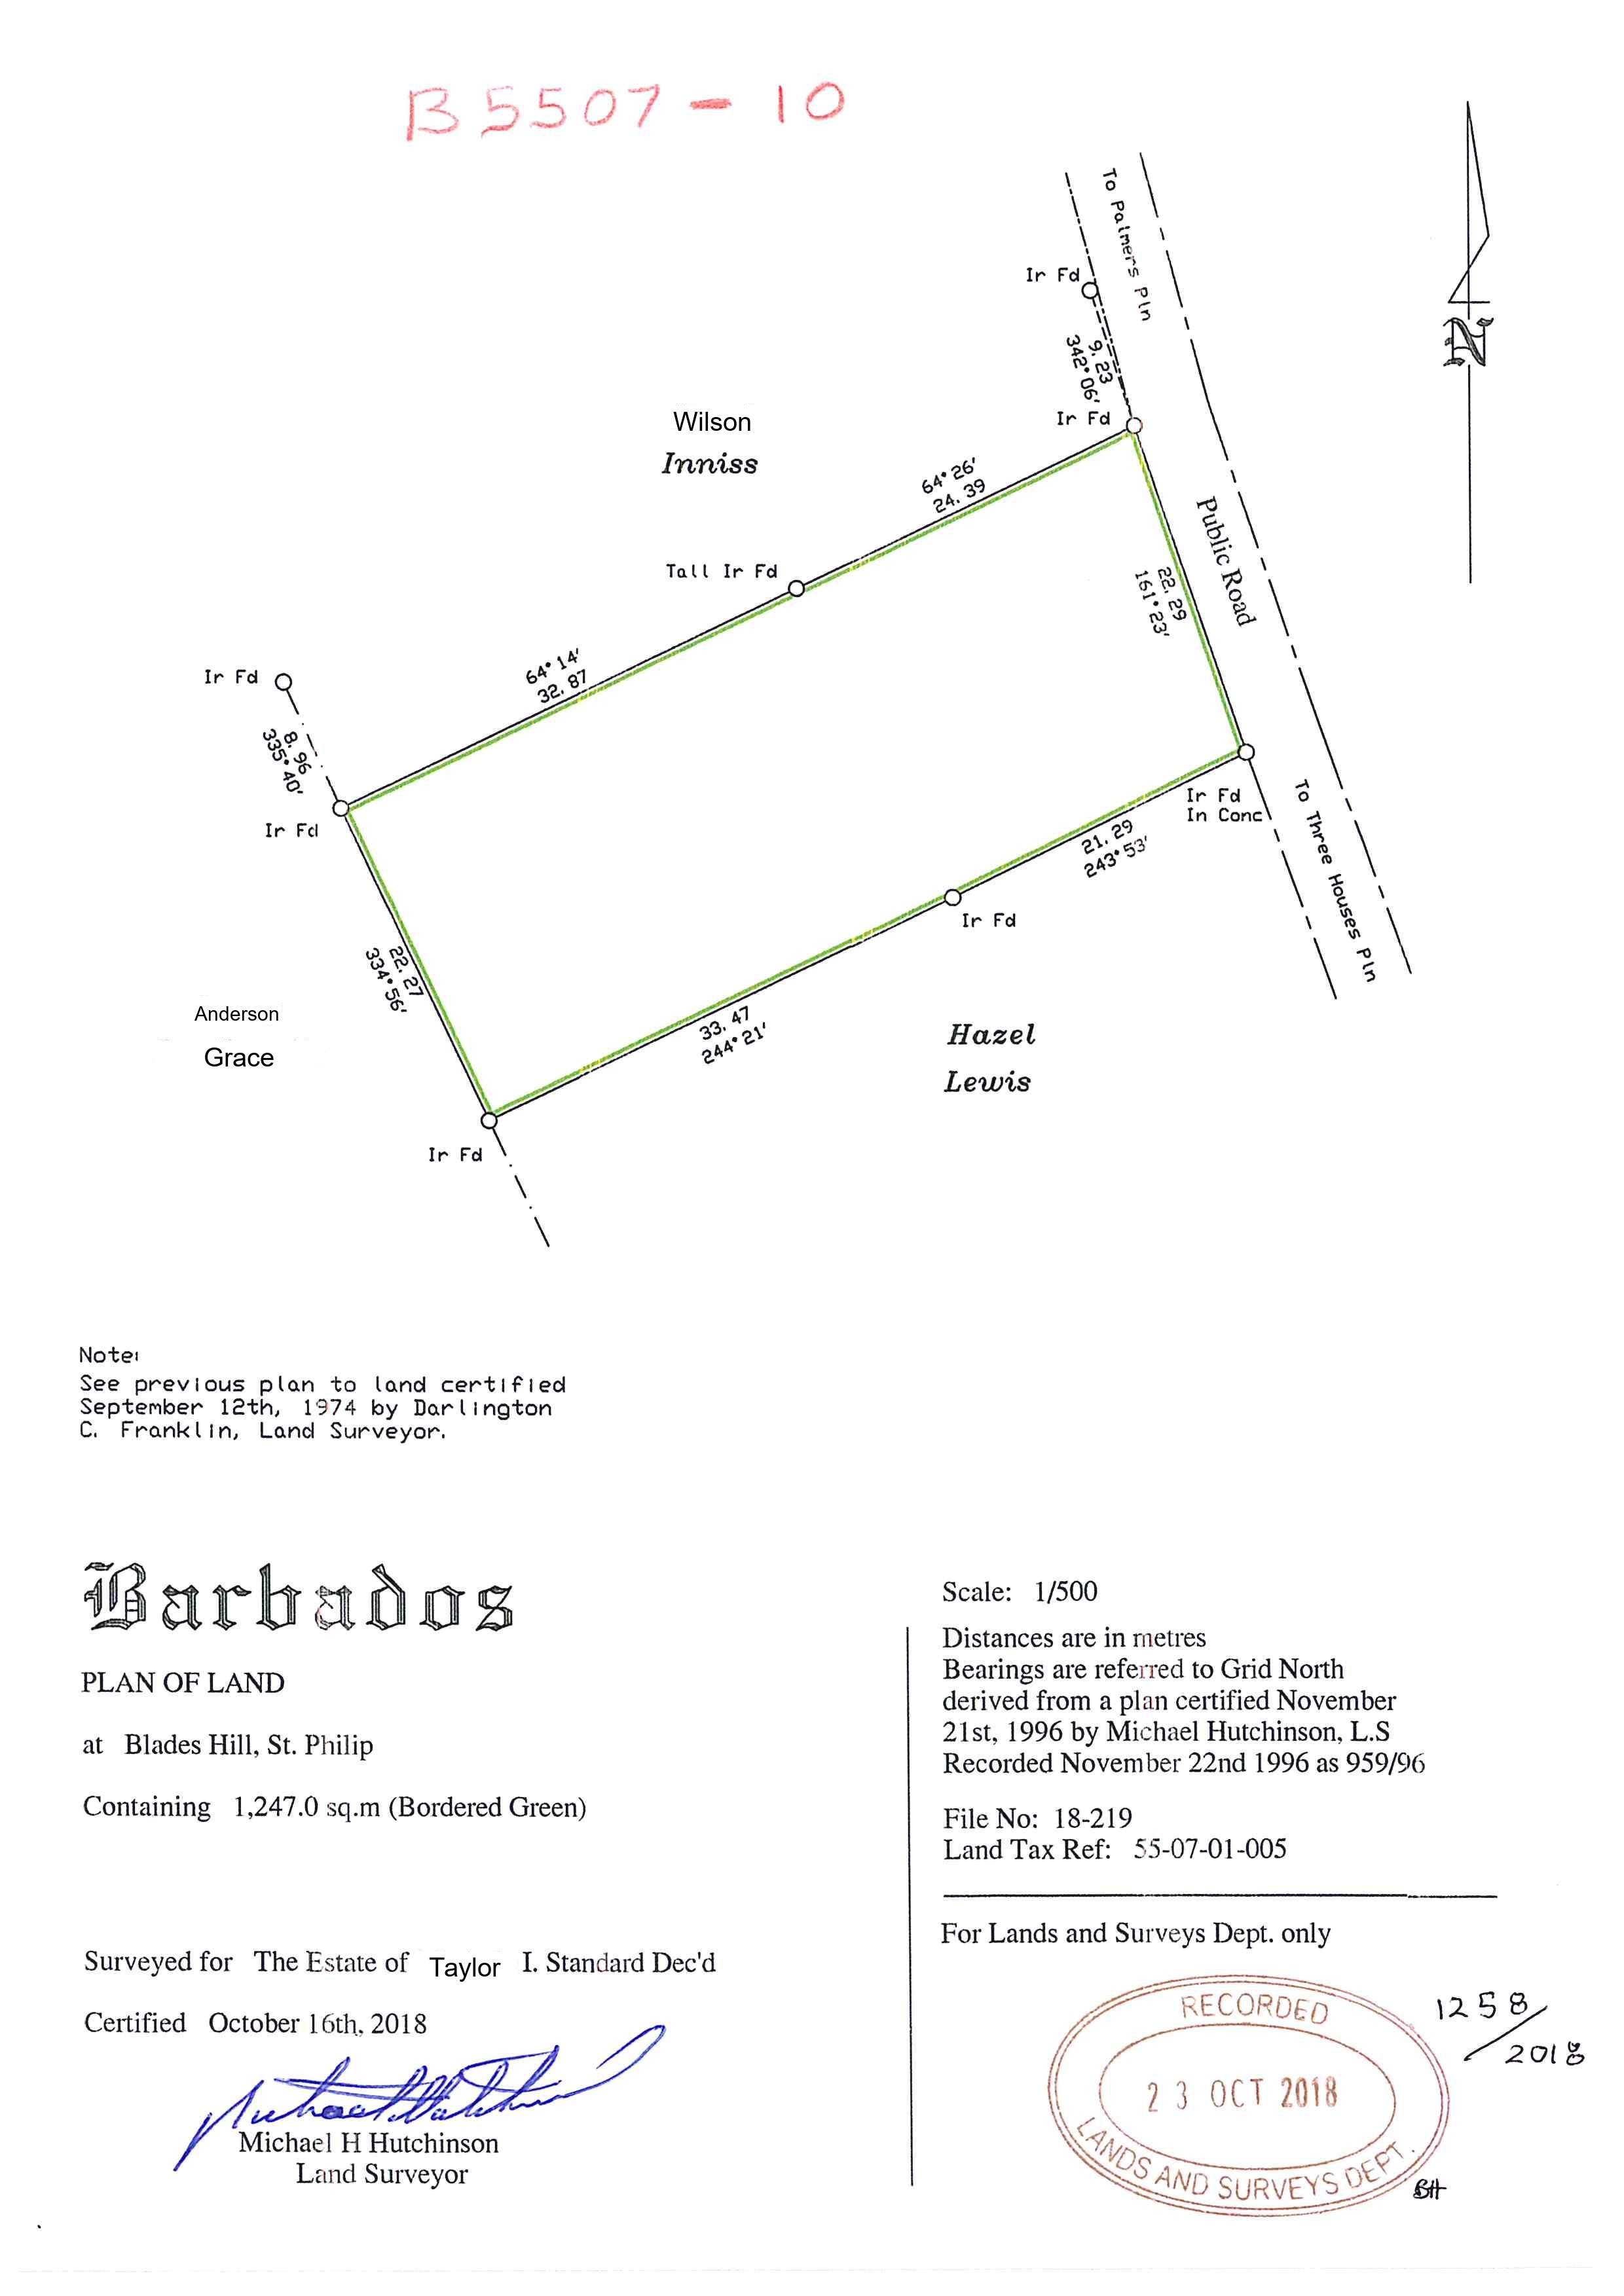 B5507-10
To Palmers Pln
Ir Fd
9.23
342°06'
Ir Fd
N
Wilson
Inniss
64°26'
24.39
Public Road
Tall Ir Fd
22.29
161°23'
64°14'
32.87
Ir Fd
8.96
335°40'
Ir Fd
Ir Fd
In Conc
To Three Houses Pln
21.29
243°53'
Ir Fd
22.27
334°56'
Anderson
Grace
33.47
244°21'
Hazel
Lewis
Ir Fd
Note:
See previous plan to land certified
September 12th, 1974 by Darlington
C. Franklin, Land Surveyor.
Barbados
PLAN OF LAND
at Blades Hill, St. Philip
Containing 1,247.0 sq.m (Bordered Green)
Surveyed for The Estate of Taylor I. Standard Dec'd
Certified October 16th, 2018
Michael H Hutchinson
Land Surveyor
Scale: 1/500
Distances are in metres
Bearings are referred to Grid North
derived from a plan certified November
21st, 1996 by Michael Hutchinson, L.S
Recorded November 22nd 1996 as 959/96
File No: 18-219
Land Tax Ref: 55-07-01-005
For Lands and Surveys Dept. only
RECORDED
23 OCT 2018
LANDS AND SURVEYS DEPT.
1258/2018
BH